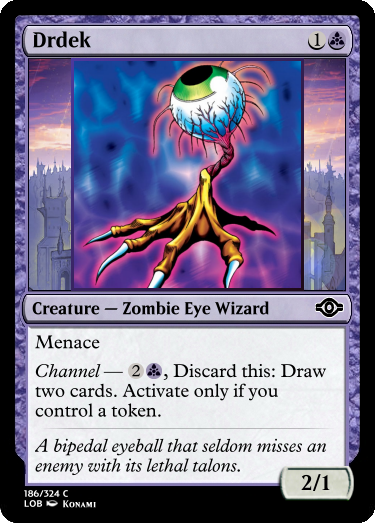 Drdek 1
Creature — Zombie Eye Wizard
Menace
Channel — 2, Discard this: Draw
two cards. Activate only if you
control a token.
A bipedal eyeball that seldom misses an
enemy with its lethal talons.
2/1
186/324 C
LOB KONAMI